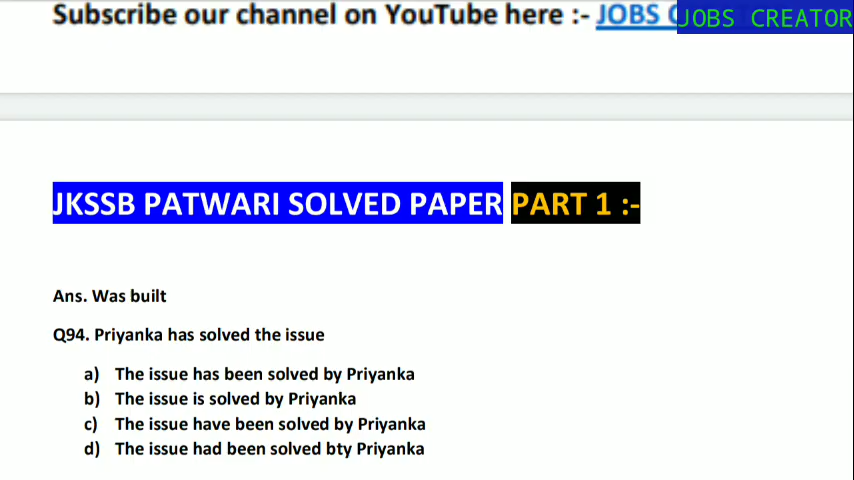 Subscribe our channel on YouTube here :- JOBS C
JOBS CREATOR
JKSSB PATWARI SOLVED PAPER PART 1 :-
Ans. Was built
Q94. Priyanka has solved the issue
a) The issue has been solved by Priyanka
b) The issue is solved by Priyanka
c) The issue have been solved by Priyanka
d) The issue had been solved bty Priyanka